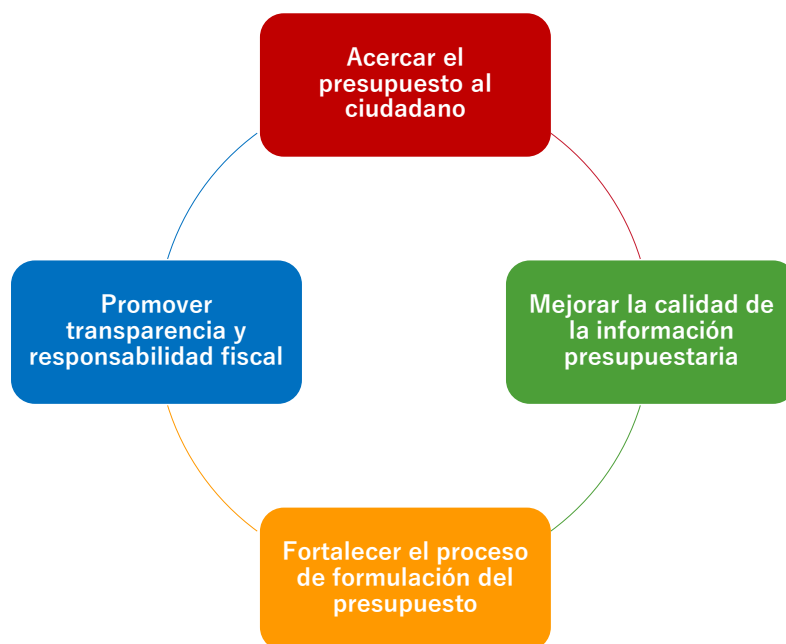 Acercar el
presupuesto al
ciudadano
Mejorar la calidad de
la información
presupuestaria
Fortalecer el proceso
de formulación del
presupuesto
Promover
transparencia y
responsabilidad fiscal